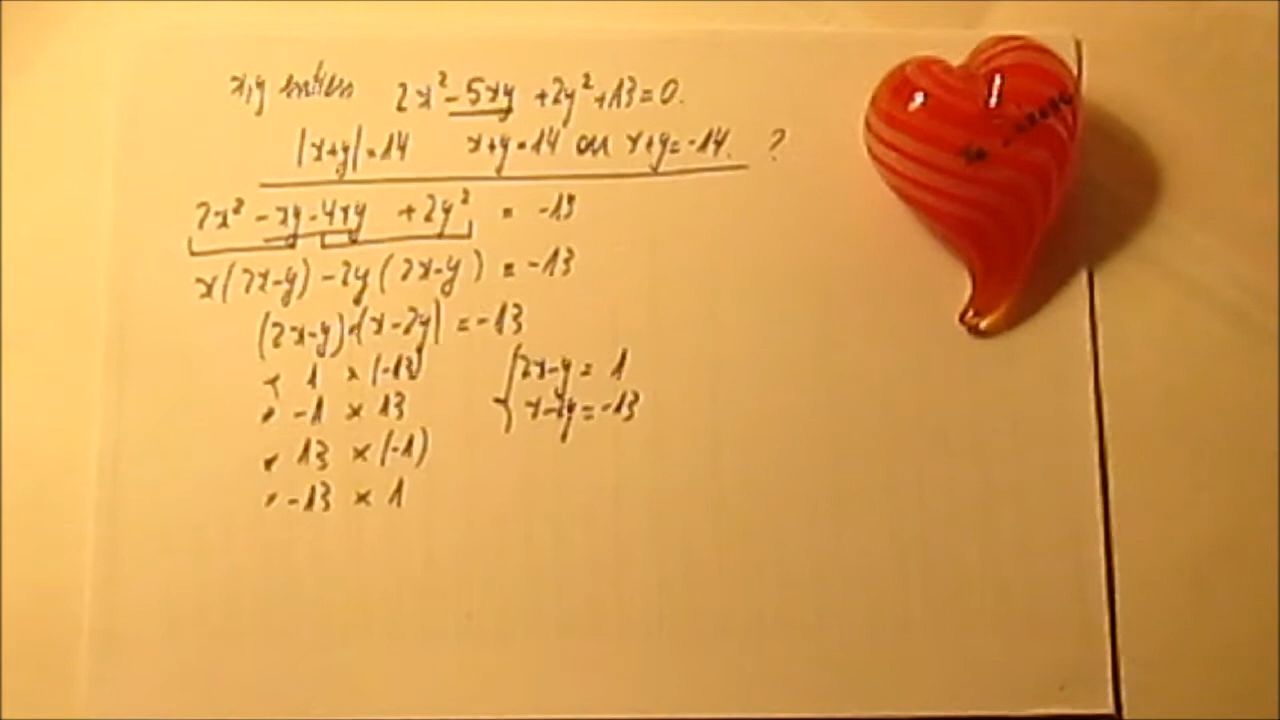 x,y entiers 2x² - 5xy + 2y² + 13 = 0.
|x+y| = 14 x+y = 14 ou x+y = -14. ?
2x² - xy - 4xy + 2y² = -13
x(2x-y) - 2y(2x-y) = -13
(2x-y)·(x-2y) = -13
• 1 × (-13) { 2x-y = 1
• -1 × 13 x-2y = -13
• 13 × (-1)
• -13 × 1